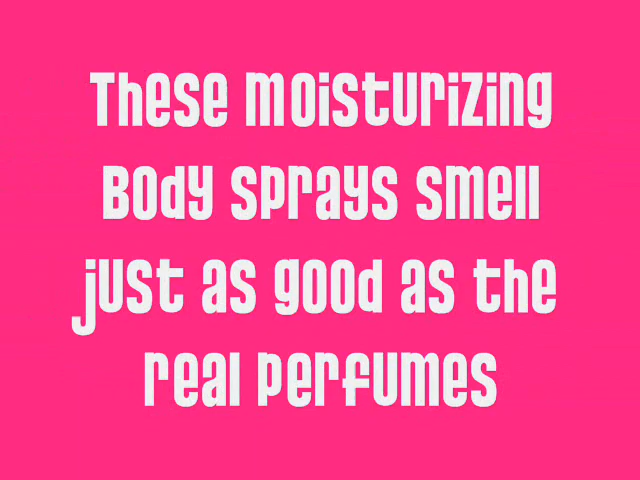 These moisturizing
Body sprays smell
just as good as the
real perfumes